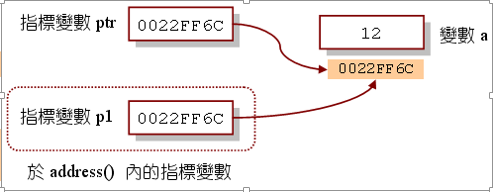 指標變數 ptr 0022FF6C 12 變數 a
0022FF6C
指標變數 p1 0022FF6C
於 address() 內的指標變數